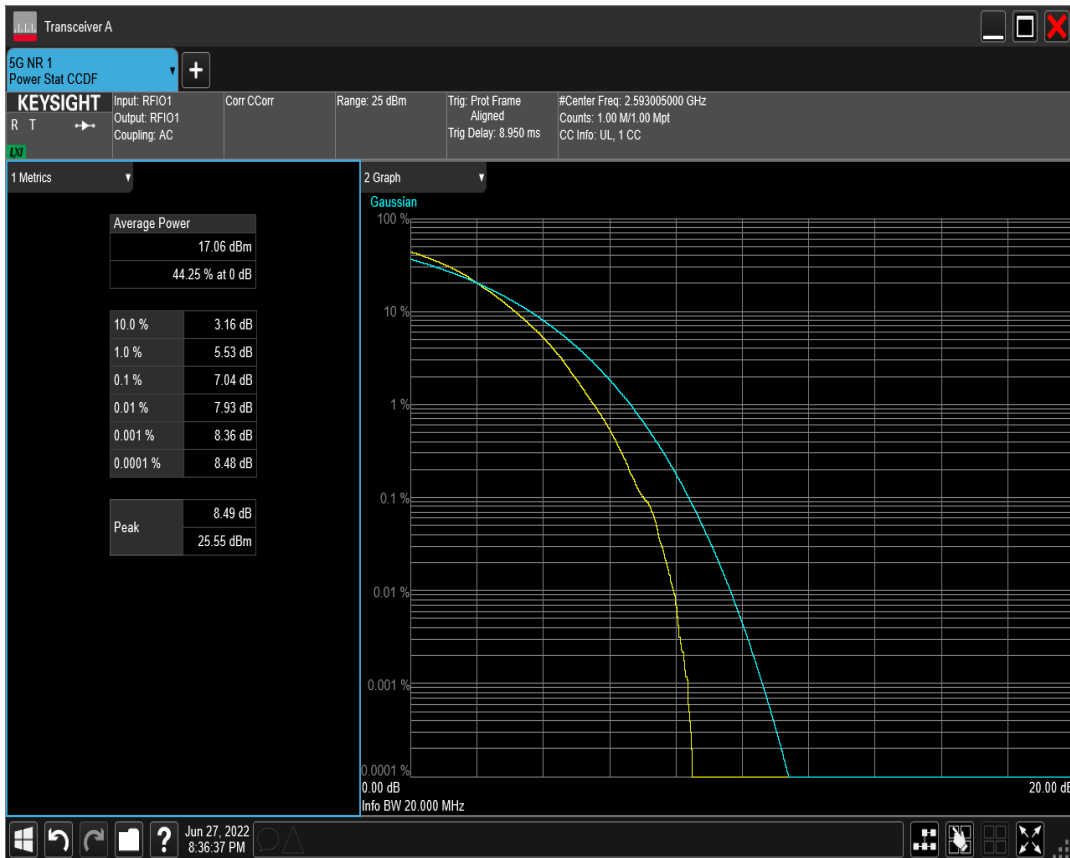 Transceiver A
5G NR 1
Power Stat CCDF
KEYSIGHT
R T
LXI
Input: RFIO1
Output: RFIO1
Coupling: AC
Corr CCorr
Range: 25 dBm
Trig: Prot Frame
Aligned
Trig Delay: 8.950 ms
#Center Freq: 2.593005000 GHz
Counts: 1.00 M/1.00 Mpt
CC Info: UL, 1 CC
1 Metrics
Average Power
17.06 dBm
44.25 % at 0 dB
10.0 % 3.16 dB
1.0 % 5.53 dB
0.1 % 7.04 dB
0.01 % 7.93 dB
0.001 % 8.36 dB
0.0001 % 8.48 dB
Peak
8.49 dB
25.55 dBm
2 Graph
Gaussian
100 %
10 %
1 %
0.1 %
0.01 %
0.001 %
0.0001 %
0.00 dB
20.00 dB
Info BW 20.000 MHz
?
Jun 27, 2022
8:36:37 PM